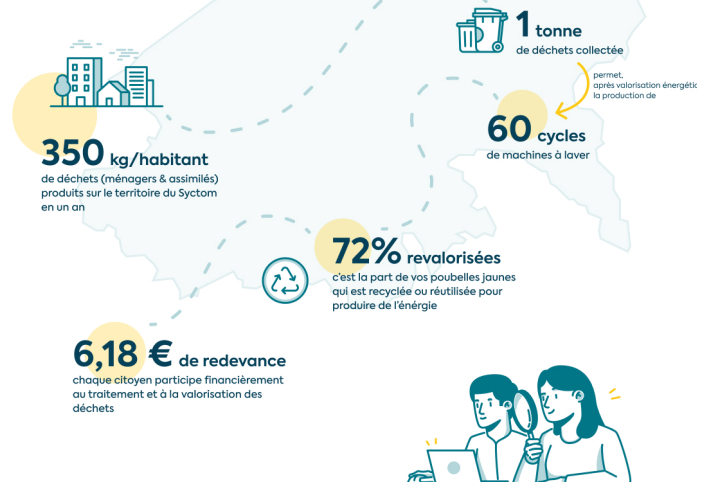 1 tonne
de déchets collectée
permet,
après valorisation énergétic
la production de
60 cycles
de machines à laver
350 kg/habitant
de déchets (ménagers & assimilés)
produits sur le territoire du Syctom
en un an
72% revalorisées
c'est la part de vos poubelles jaunes
qui est recyclée ou réutilisée pour
produire de l'énérgie
6,18 € de redevance
chaque citoyen participe financièrement
au traitement et à la valorisation des
déchets